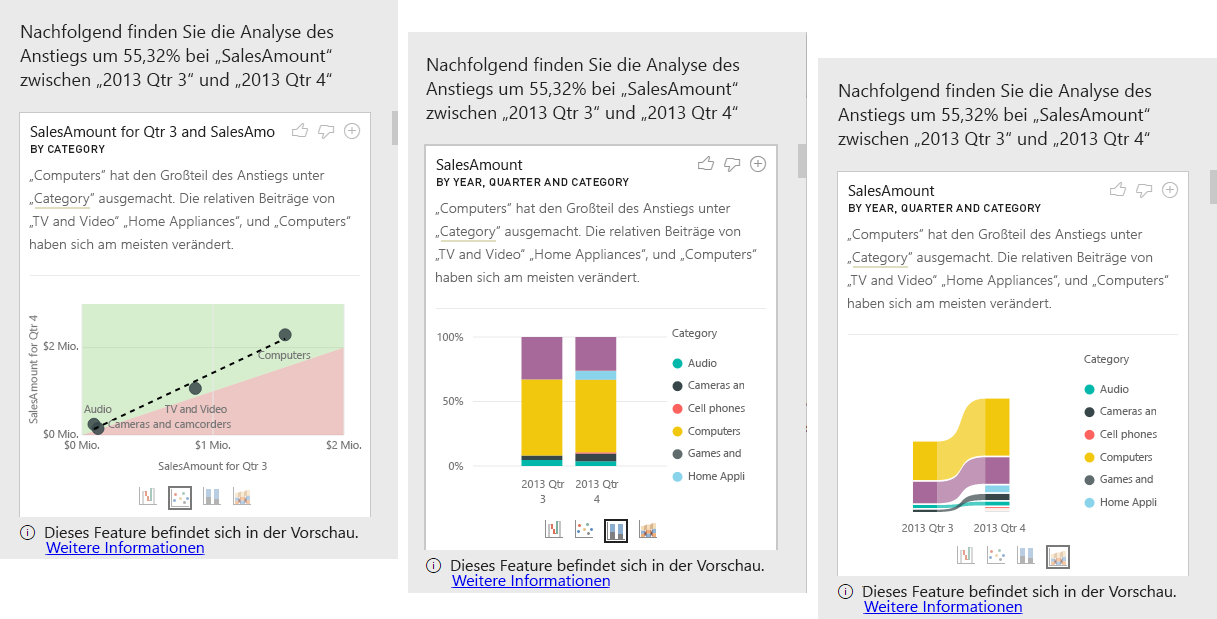 Nachfolgend finden Sie die Analyse des
Anstiegs um 55,32% bei „SalesAmount“
zwischen „2013 Qtr 3“ und „2013 Qtr 4“
SalesAmount for Qtr 3 and SalesAmo
BY CATEGORY
„Computers“ hat den Großteil des Anstiegs unter
„Category“ ausgemacht. Die relativen Beiträge von
„TV and Video“ „Home Appliances“, und „Computers“
haben sich am meisten verändert.
SalesAmount for Qtr 4
$2 Mio.
$0 Mio.
Computers
Audio
TV and Video
Cameras and camcorders
$0 Mio.
$1 Mio.
$2 Mio.
SalesAmount for Qtr 3
Dieses Feature befindet sich in der Vorschau.
Weitere Informationen
Nachfolgend finden Sie die Analyse des
Anstiegs um 55,32% bei „SalesAmount“
zwischen „2013 Qtr 3“ und „2013 Qtr 4“
SalesAmount
BY YEAR, QUARTER AND CATEGORY
„Computers“ hat den Großteil des Anstiegs unter
„Category“ ausgemacht. Die relativen Beiträge von
„TV and Video“ „Home Appliances“, und „Computers“
haben sich am meisten verändert.
100%
50%
0%
2013 Qtr
3
2013 Qtr
4
Category
Audio
Cameras an
Cell phones
Computers
Games and
Home Appli
Dieses Feature befindet sich in der Vorschau.
Weitere Informationen
Nachfolgend finden Sie die Analyse des
Anstiegs um 55,32% bei „SalesAmount“
zwischen „2013 Qtr 3“ und „2013 Qtr 4“
SalesAmount
BY YEAR, QUARTER AND CATEGORY
„Computers“ hat den Großteil des Anstiegs unter
„Category“ ausgemacht. Die relativen Beiträge von
„TV and Video“ „Home Appliances“, und „Computers“
haben sich am meisten verändert.
2013 Qtr 3
2013 Qtr 4
Category
Audio
Cameras an
Cell phones
Computers
Games and
Home Appli
Dieses Feature befindet sich in der Vorschau.
Weitere Informationen